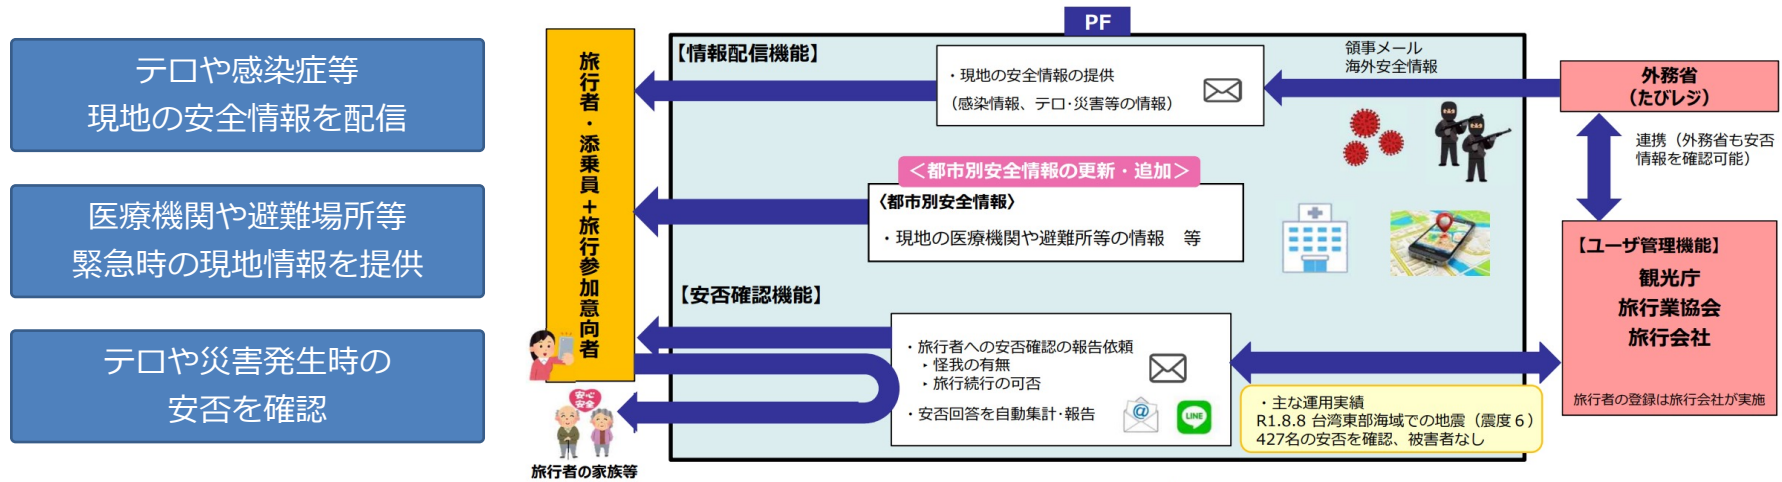 テロや感染症等
現地の安全情報を配信
医療機関や避難場所等
緊急時の現地情報を提供
テロや災害発生時の
安否を確認
旅行者・添乗員＋旅行参加意向者
安心
安全
旅行者の家族等
PF
【情報配信機能】
・現地の安全情報の提供
（感染情報、テロ･災害等の情報）
領事メール
海外安全情報
＜都市別安全情報の更新・追加＞
〈都市別安全情報〉
・現地の医療機関や避難所等の情報　等
【安否確認機能】
・旅行者への安否確認の報告依頼
‣ 怪我の有無
‣ 旅行続行の可否
・安否回答を自動集計･報告
@
LINE
・主な運用実績
R1.8.8 台湾東部海域での地震（震度６）
427名の安否を確認、被害者なし
外務省
（たびレジ）
連携（外務省も安否
情報を確認可能）
【ユーザ管理機能】
観光庁
旅行業協会
旅行会社
旅行者の登録は旅行会社が実施